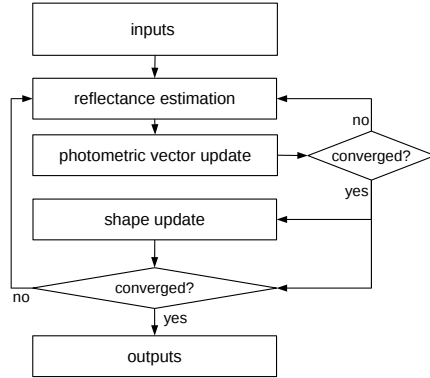 inputs
reflectance estimation
no
photometric vector update
converged?
yes
shape update
converged?
no
yes
outputs